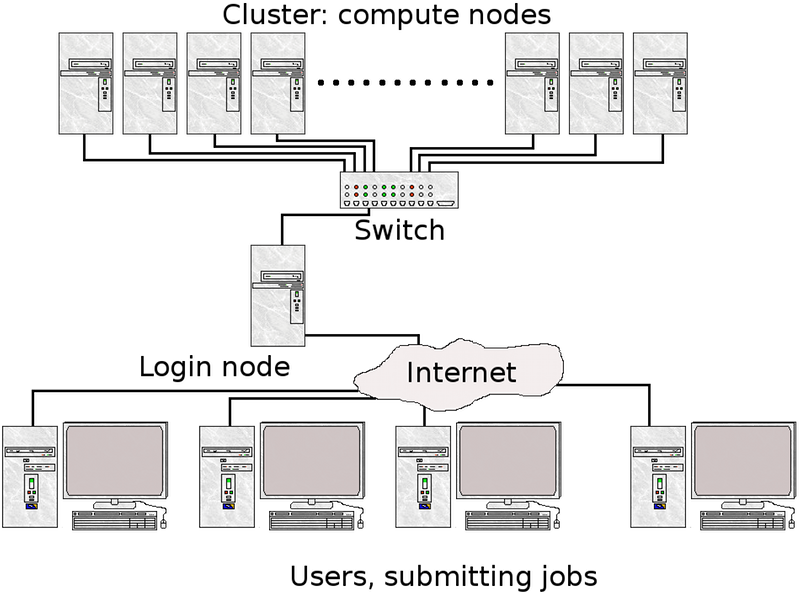 Cluster: compute nodes
Switch
Login node
Internet
Users, submitting jobs